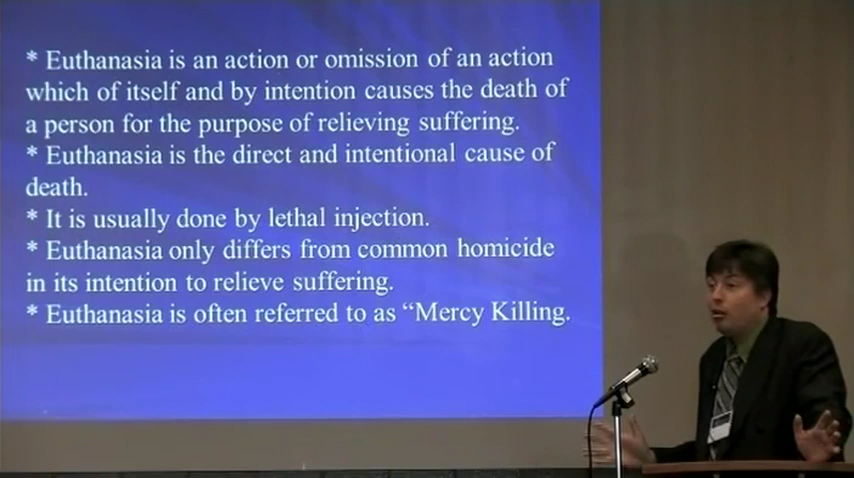 * Euthanasia is an action or omission of an action
which of itself and by intention causes the death of
a person for the purpose of relieving suffering.
* Euthanasia is the direct and intentional cause of
death.
* It is usually done by lethal injection.
* Euthanasia only differs from common homicide
in its intention to relieve suffering.
* Euthanasia is often referred to as “Mercy Killing.